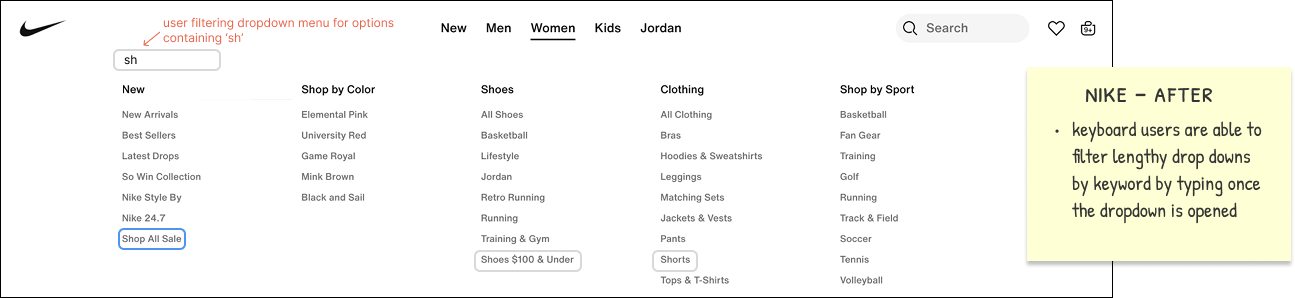 user filtering dropdown menu for options
containing 'sh'
New Men Women Kids Jordan
Search
9+
sh
New
New Arrivals
Best Sellers
Latest Drops
So Win Collection
Nike Style By
Nike 24.7
Shop All Sale
Shop by Color
Elemental Pink
University Red
Game Royal
Mink Brown
Black and Sail
Shoes
All Shoes
Basketball
Lifestyle
Jordan
Retro Running
Running
Training & Gym
Shoes $100 & Under
Clothing
All Clothing
Bras
Hoodies & Sweatshirts
Leggings
Matching Sets
Jackets & Vests
Pants
Shorts
Tops & T-Shirts
Shop by Sport
Basketball
Fan Gear
Training
Golf
Running
Track & Field
Soccer
Tennis
Volleyball
NIKE – AFTER
• keyboard users are able to
filter lengthy drop downs
by keyword by typing once
the dropdown is opened